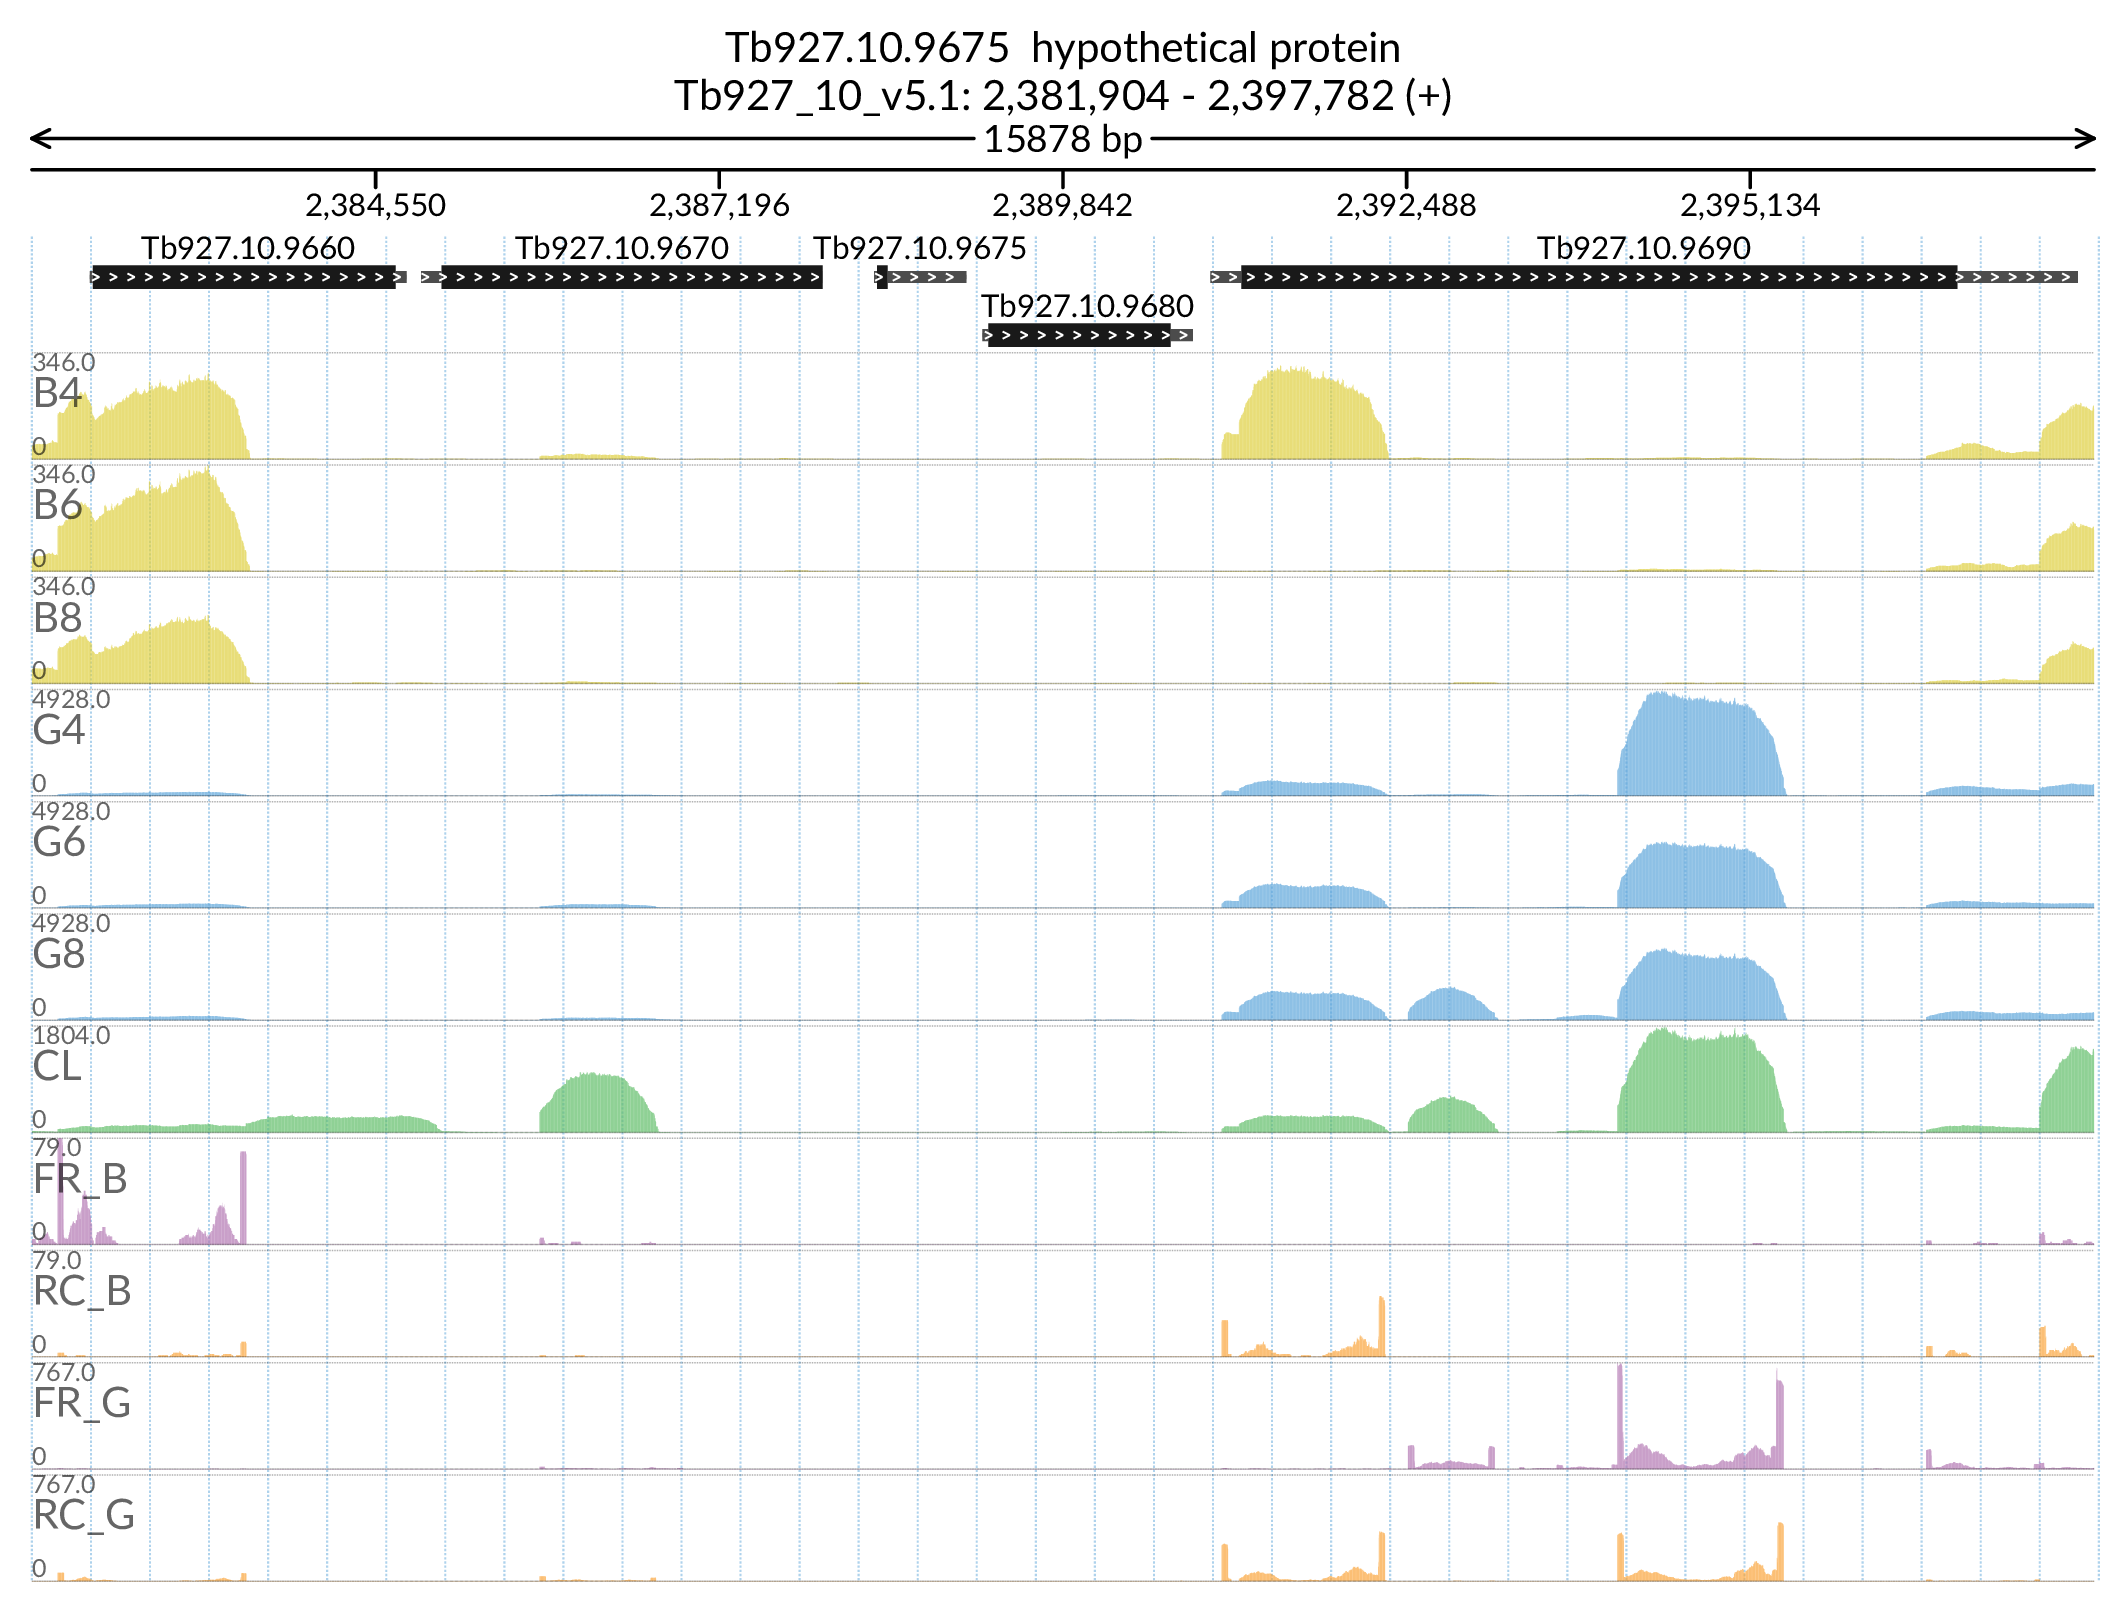 Tb927.10.9675  hypothetical protein
Tb927_10_v5.1: 2,381,904 - 2,397,782 (+)
15878 bp
2,384,550 2,387,196 2,389,842 2,392,488 2,395,134
Tb927.10.9660 Tb927.10.9670 Tb927.10.9675 Tb927.10.9690
Tb927.10.9680
346.0
B4
0
346.0
B6
0
346.0
B8
0
4928.0
G4
0
4928.0
G6
0
4928.0
G8
0
1804.0
CL
0
79.0
FR_B
0
79.0
RC_B
0
767.0
FR_G
0
767.0
RC_G
0